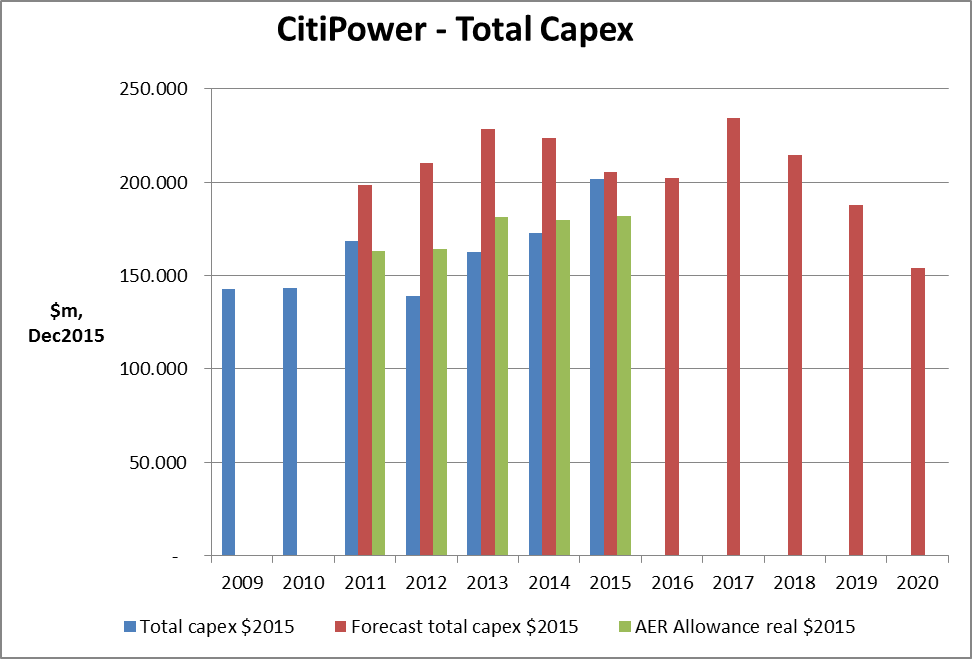 CitiPower - Total Capex
250.000
200.000
150.000
100.000
50.000
-
$m,
Dec2015
2009 2010 2011 2012 2013 2014 2015 2016 2017 2018 2019 2020
Total capex $2015 Forecast total capex $2015 AER Allowance real $2015